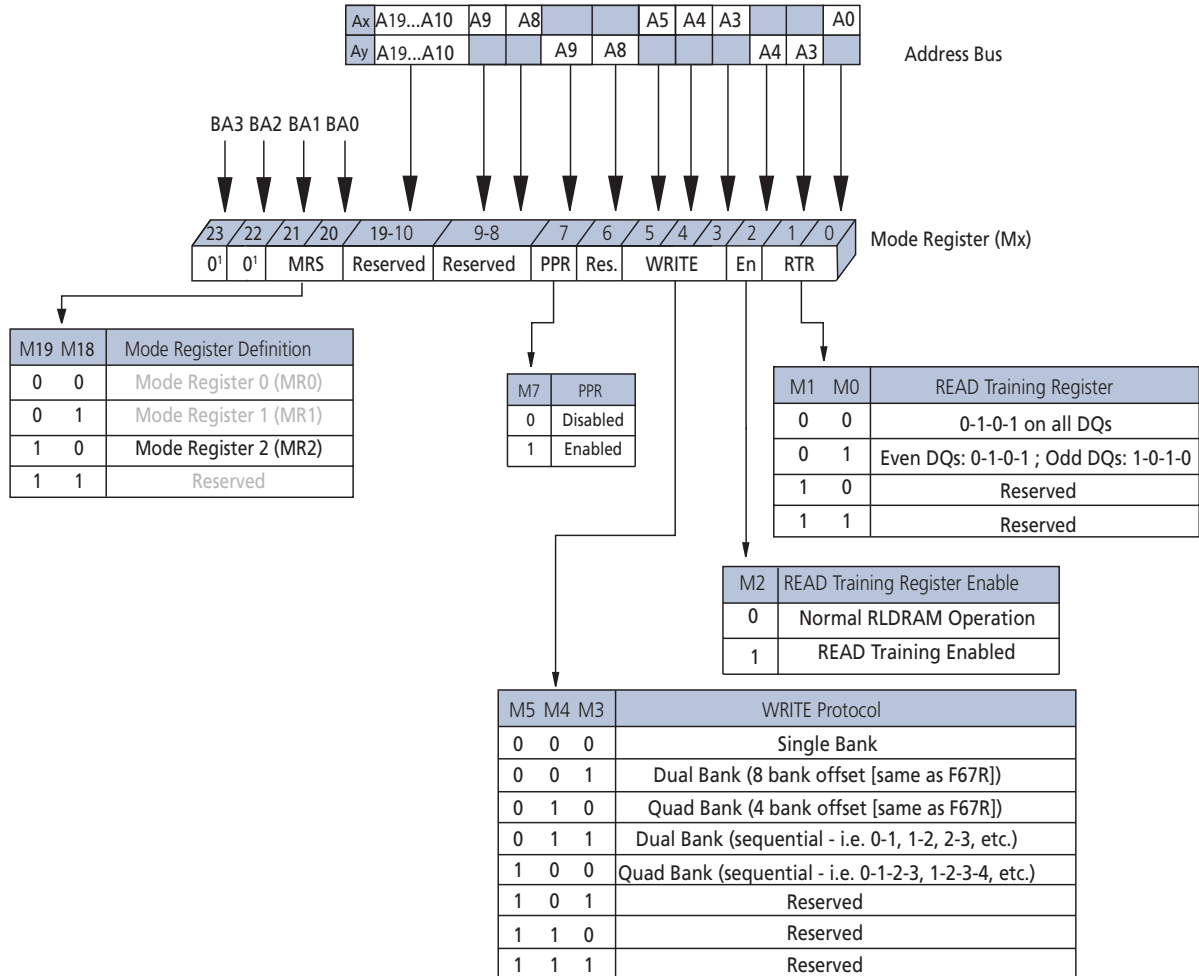 Ax A19...A10 A9 A8 A5 A4 A3 A0
Ay A19...A10 A9 A8 A4 A3
Address Bus
BA3 BA2 BA1 BA0
23 22 21 20 19-10 9-8 7 6 5 4 3 2 1 0
Mode Register (Mx)
0¹ 0¹ MRS Reserved Reserved PPR Res. WRITE En RTR
M19 M18 Mode Register Definition
0 0 Mode Register 0 (MR0)
0 1 Mode Register 1 (MR1)
1 0 Mode Register 2 (MR2)
1 1 Reserved
M7 PPR
0 Disabled
1 Enabled
M1 M0 READ Training Register
0 0 0-1-0-1 on all DQs
0 1 Even DQs: 0-1-0-1 ; Odd DQs: 1-0-1-0
1 0 Reserved
1 1 Reserved
M2 READ Training Register Enable
0 Normal RLDRAM Operation
1 READ Training Enabled
M5 M4 M3 WRITE Protocol
0 0 0 Single Bank
0 0 1 Dual Bank (8 bank offset [same as F67R])
0 1 0 Quad Bank (4 bank offset [same as F67R])
0 1 1 Dual Bank (sequential - i.e. 0-1, 1-2, 2-3, etc.)
1 0 0 Quad Bank (sequential - i.e. 0-1-2-3, 1-2-3-4, etc.)
1 0 1 Reserved
1 1 0 Reserved
1 1 1 Reserved